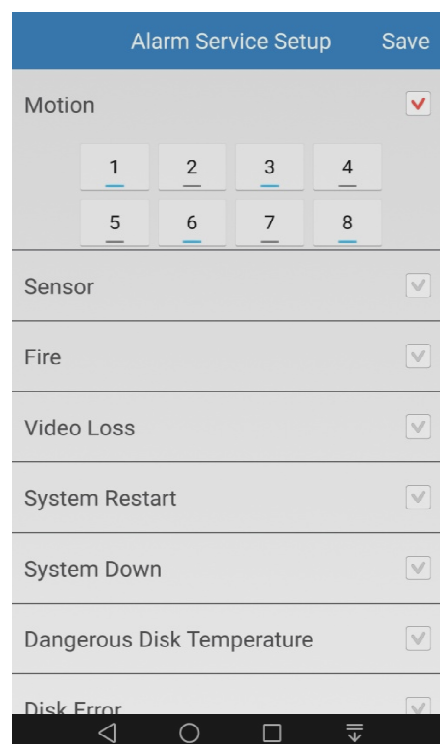 Alarm Service Setup Save
Motion
1 2 3 4
5 6 7 8
Sensor
Fire
Video Loss
System Restart
System Down
Dangerous Disk Temperature
Disk Error